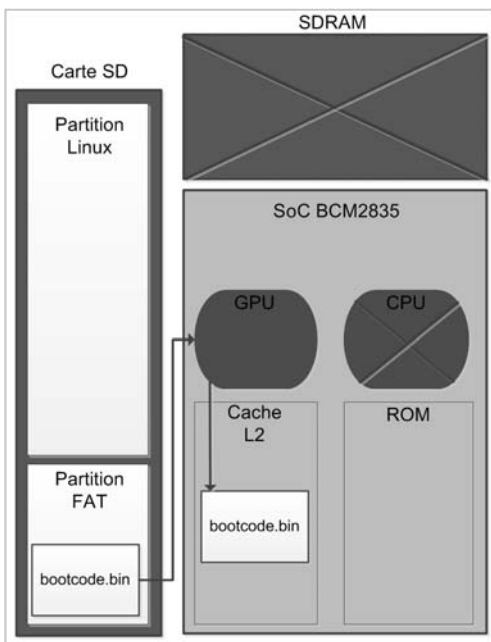 SDRAM
Carte SD
Partition
Linux
SoC BCM2835
GPU
CPU
Cache
L2
ROM
Partition
FAT
bootcode.bin
bootcode.bin